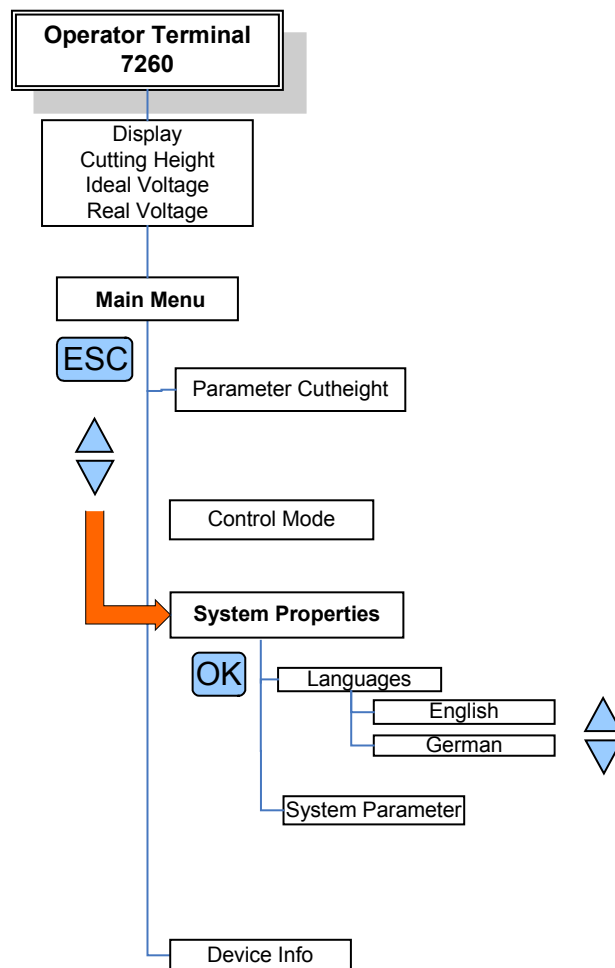 Operator Terminal
7260
Display
Cutting Height
Ideal Voltage
Real Voltage
Main Menu
ESC
Parameter Cutheight
Control Mode
System Properties
OK
Languages
English
German
System Parameter
Device Info